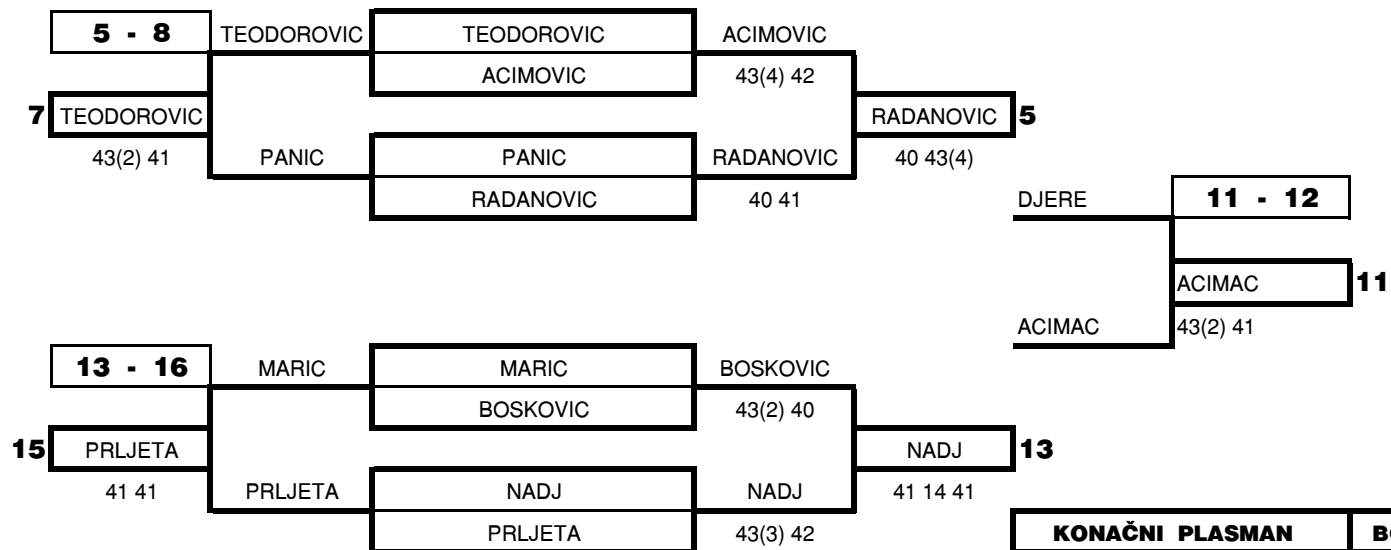 5 - 8 TEODOROVIC TEODOROVIC ACIMOVIC
ACIMOVIC 43(4) 42
7 TEODOROVIC RADANOVIC 5
43(2) 41 PANIC PANIC RADANOVIC 40 43(4)
RADANOVIC 40 41 DJERE 11 - 12
ACIMAC 11
ACIMAC 43(2) 41
13 - 16 MARIC MARIC BOSKOVIC
BOSKOVIC 43(2) 40
15 PRLJETA NADJ 13
41 41 PRLJETA NADJ NADJ 41 14 41
PRLJETA 43(3) 42 KONAČNI PLASMAN